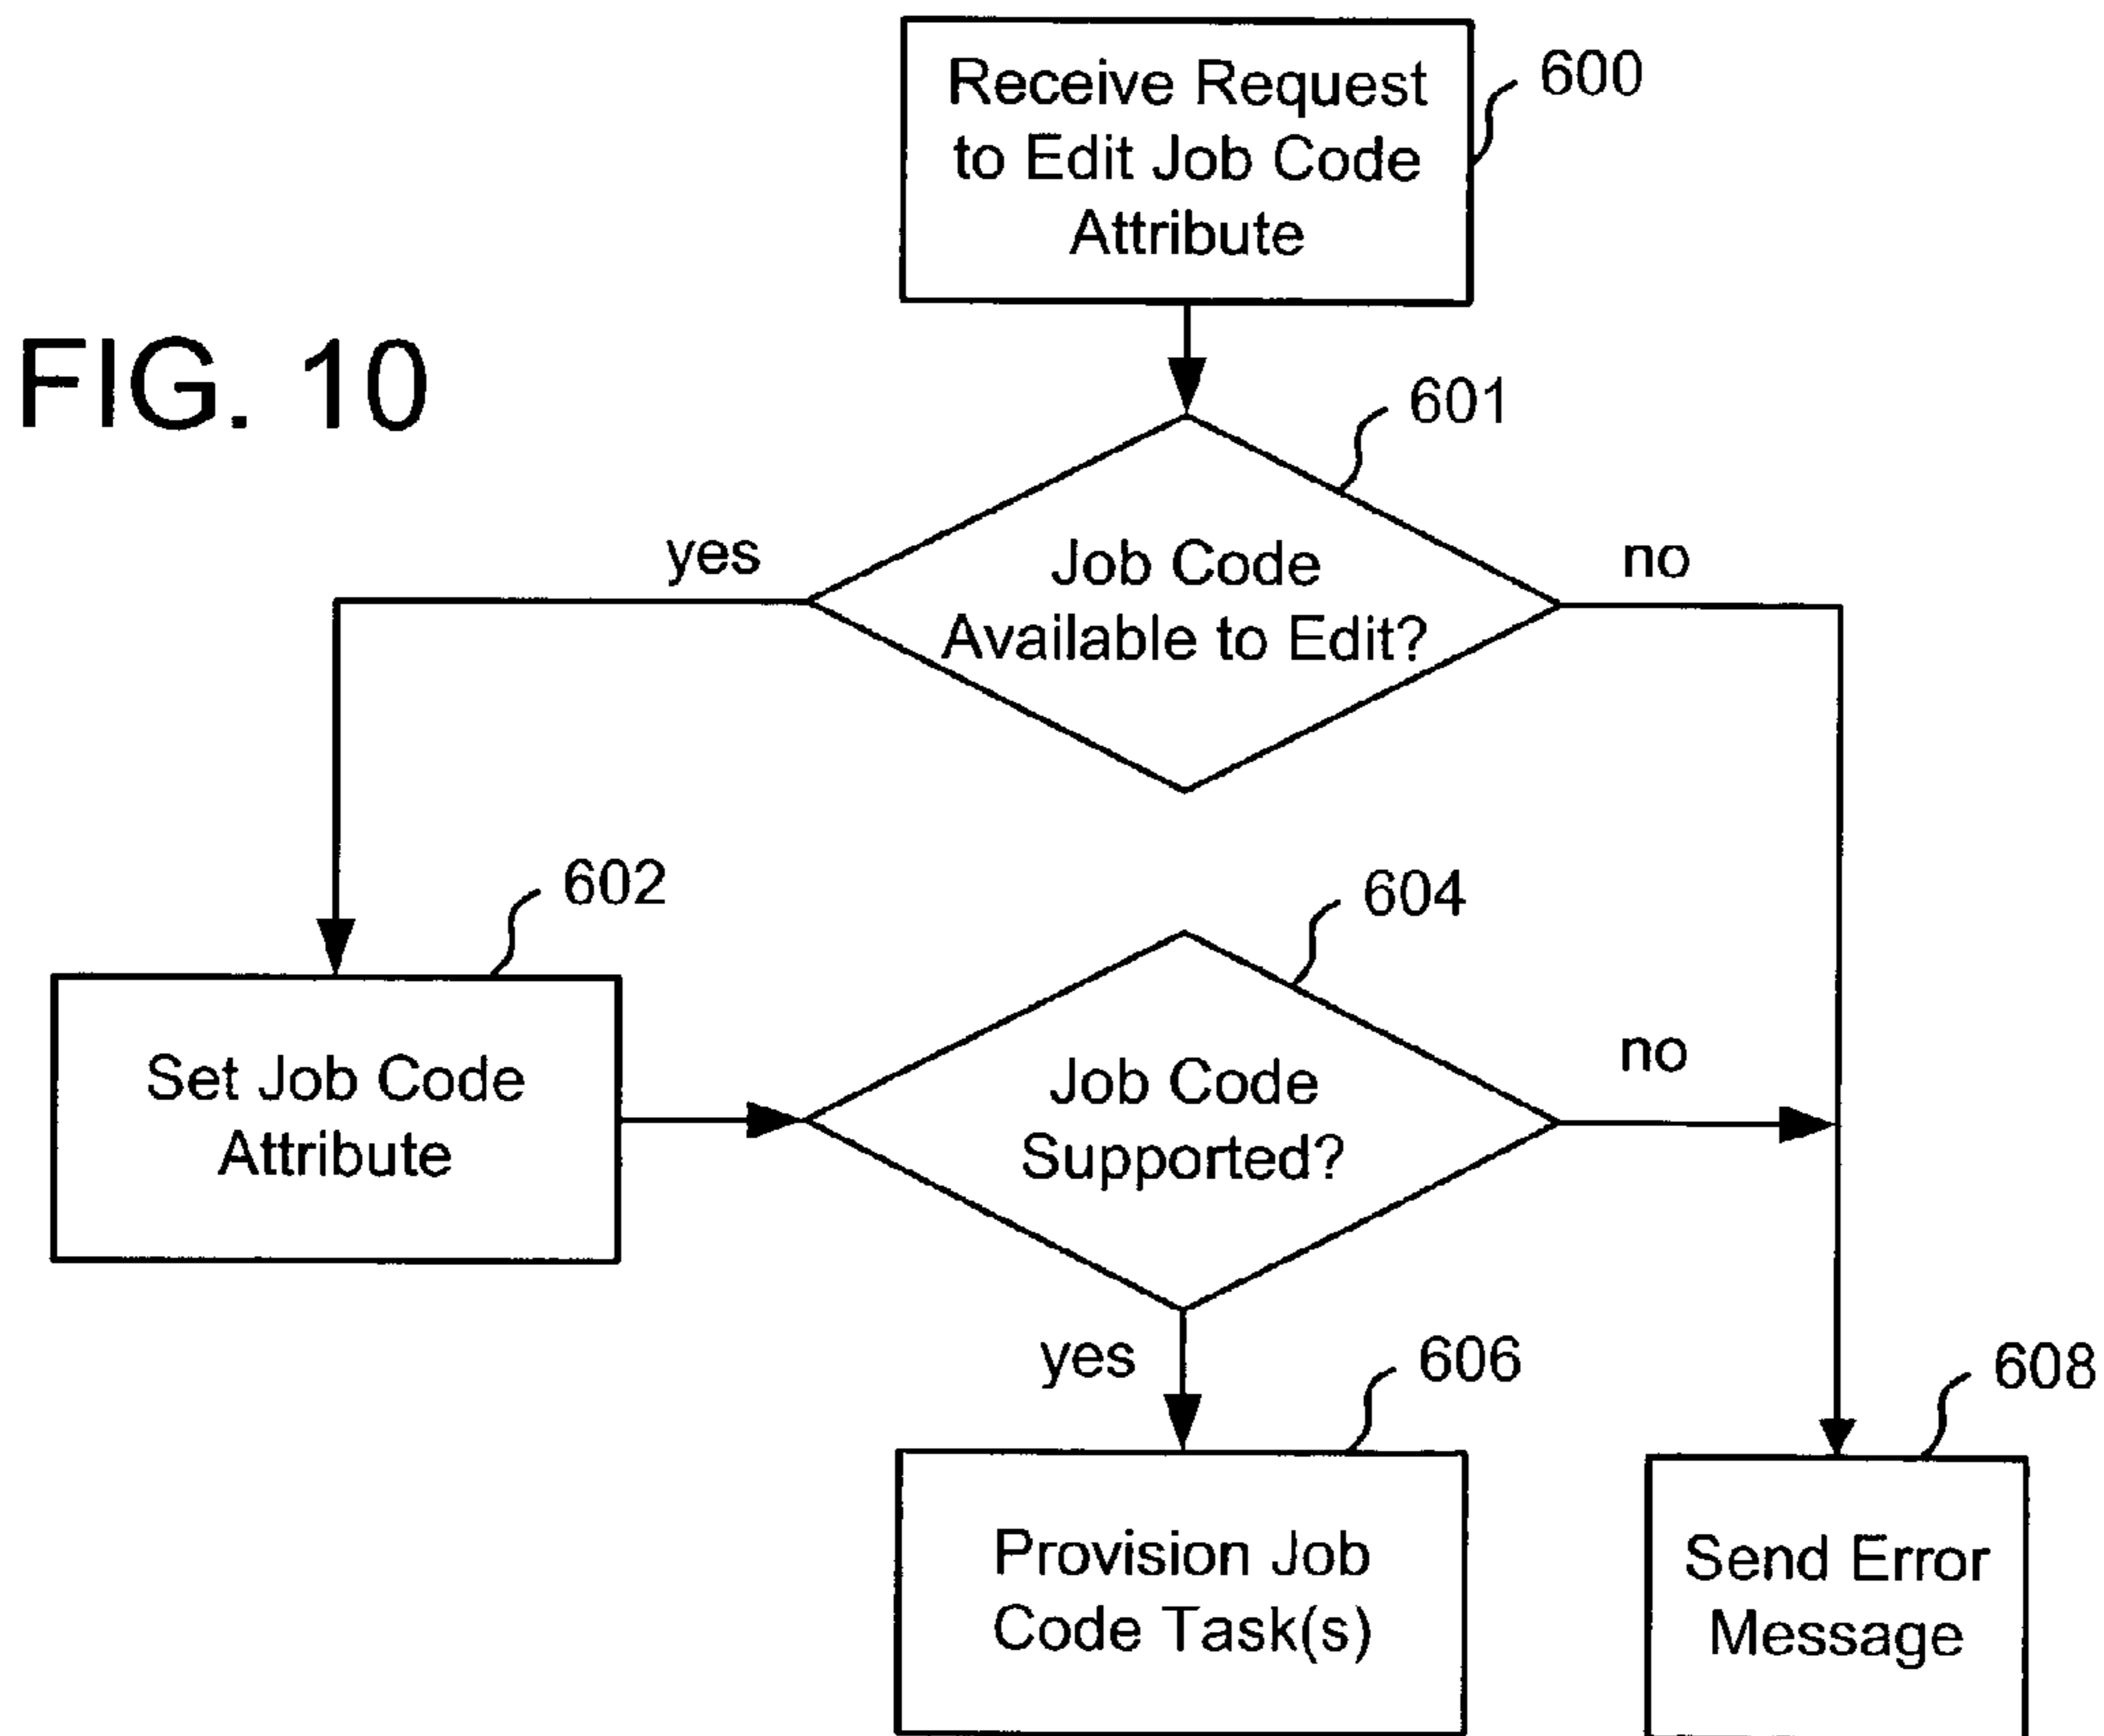 Receive Request
to Edit Job Code
Attribute
600
FIG. 10
601
Job Code
Available to Edit?
yes
no
602
Set Job Code
Attribute
604
Job Code
Supported?
no
yes
606
Provision Job
Code Task(s)
608
Send Error
Message